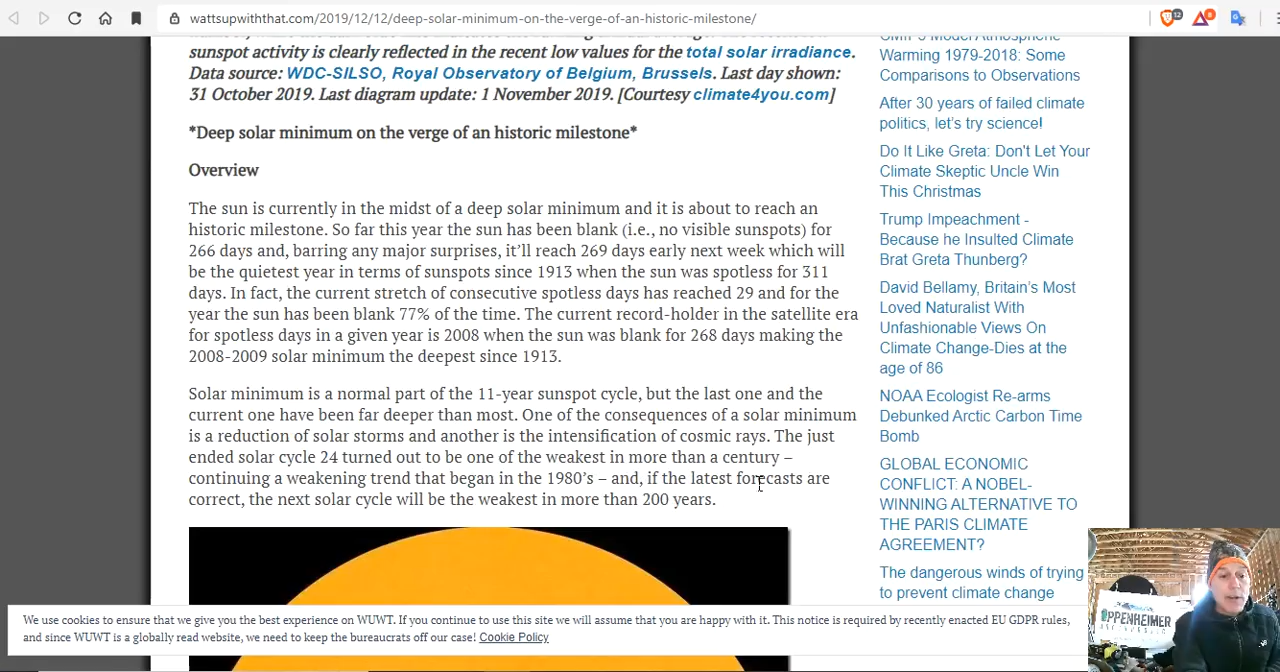 wattsupwiththat.com/2019/12/12/deep-solar-minimum-on-the-verge-of-an-historic-milestone/
12
8
sunspot activity is clearly reflected in the recent low values for the total solar irradiance.
Data source: WDC-SILSO, Royal Observatory of Belgium, Brussels. Last day shown:
31 October 2019. Last diagram update: 1 November 2019. [Courtesy climate4you.com]
*Deep solar minimum on the verge of an historic milestone*
Overview
The sun is currently in the midst of a deep solar minimum and it is about to reach an
historic milestone. So far this year the sun has been blank (i.e., no visible sunspots) for
266 days and, barring any major surprises, it'll reach 269 days early next week which will
be the quietest year in terms of sunspots since 1913 when the sun was spotless for 311
days. In fact, the current stretch of consecutive spotless days has reached 29 and for the
year the sun has been blank 77% of the time. The current record-holder in the satellite era
for spotless days in a given year is 2008 when the sun was blank for 268 days making the
2008-2009 solar minimum the deepest since 1913.
Solar minimum is a normal part of the 11-year sunspot cycle, but the last one and the
current one have been far deeper than most. One of the consequences of a solar minimum
is a reduction of solar storms and another is the intensification of cosmic rays. The just
ended solar cycle 24 turned out to be one of the weakest in more than a century –
continuing a weakening trend that began in the 1980's – and, if the latest forecasts are
correct, the next solar cycle will be the weakest in more than 200 years.
Warming 1979-2018: Some
Comparisons to Observations
After 30 years of failed climate
politics, let's try science!
Do It Like Greta: Don't Let Your
Climate Skeptic Uncle Win
This Christmas
Trump Impeachment -
Because he Insulted Climate
Brat Greta Thunberg?
David Bellamy, Britain's Most
Loved Naturalist With
Unfashionable Views On
Climate Change-Dies at the
age of 86
NOAA Ecologist Re-arms
Debunked Arctic Carbon Time
Bomb
GLOBAL ECONOMIC
CONFLICT: A NOBEL-
WINNING ALTERNATIVE TO
THE PARIS CLIMATE
AGREEMENT?
The dangerous winds of trying
to prevent climate change
We use cookies to ensure that we give you the best experience on WUWT. If you continue to use this site we will assume that you are happy with it. This notice is required by recently enacted EU GDPR rules,
and since WUWT is a globally read website, we need to keep the bureaucrats off our case! Cookie Policy
OPPENHEIMER